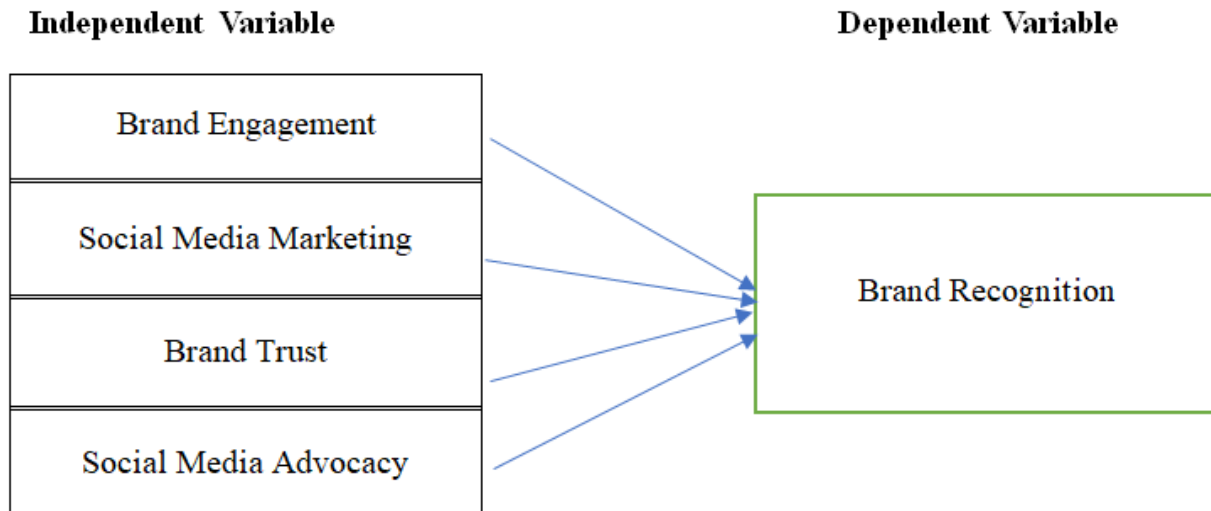 Independent Variable
Dependent Variable
Brand Engagement
Social Media Marketing
Brand Trust
Social Media Advocacy
Brand Recognition